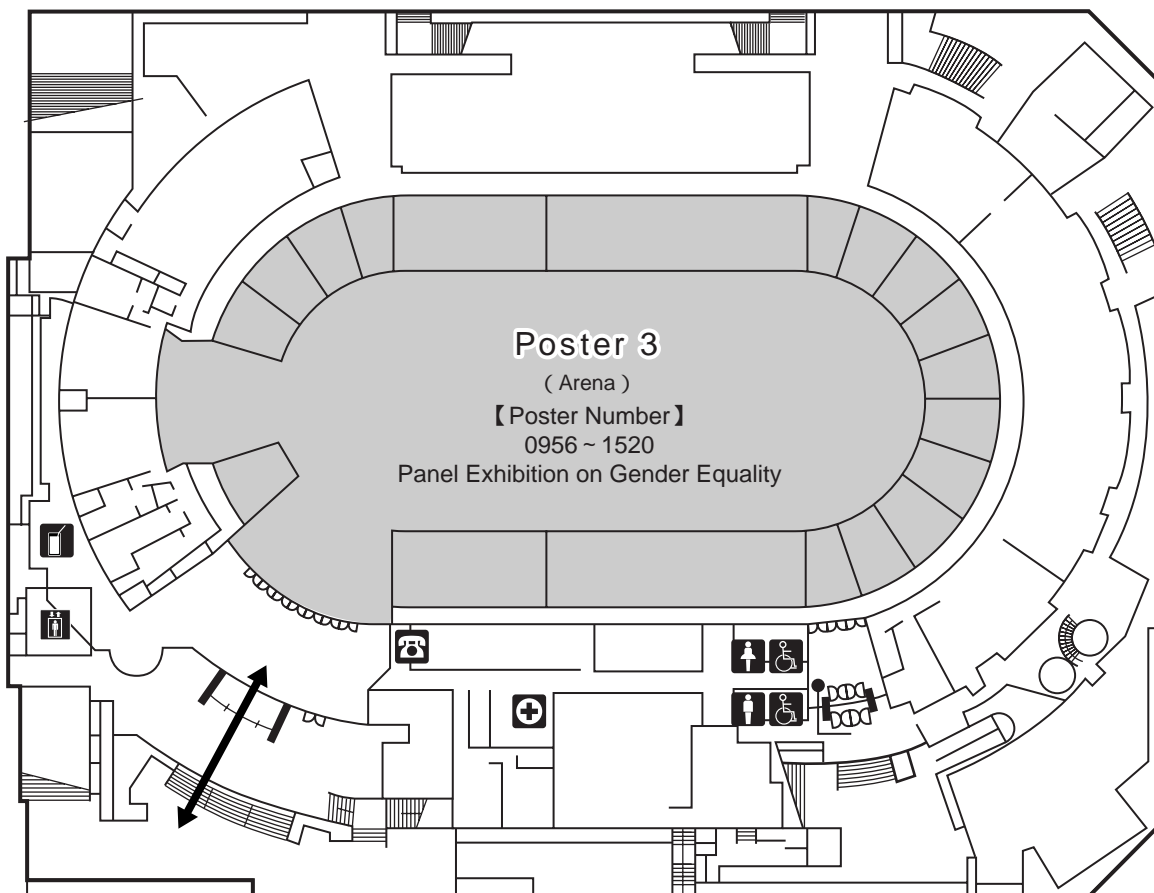 Poster 3
（Arena）
【Poster Number】
0956 ~ 1520
Panel Exhibition on Gender Equality